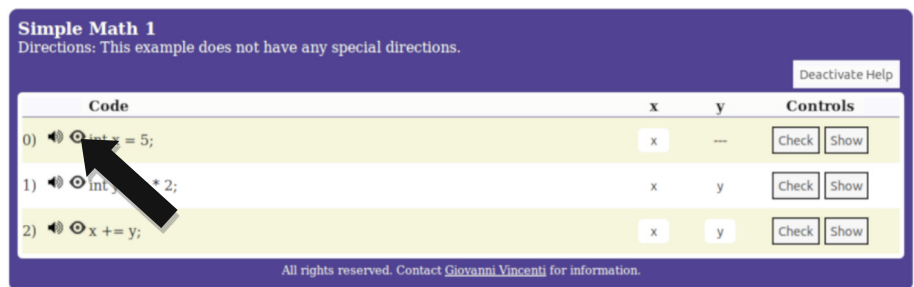 Simple Math 1
Directions: This example does not have any special directions.
Deactivate Help
Code x y Controls
0) int x = 5; x --- Check Show
1) int * 2; x y Check Show
2) x += y; x y Check Show
All rights reserved. Contact Giovanni Vincenti for information.